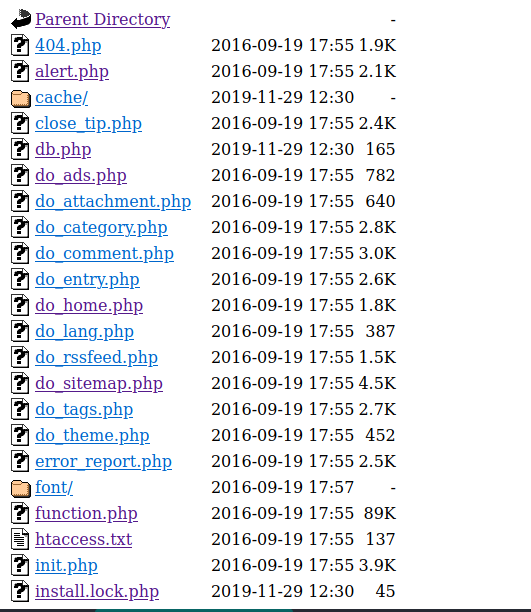 Parent Directory -
404.php 2016-09-19 17:55 1.9K
alert.php 2016-09-19 17:55 2.1K
cache/ 2019-11-29 12:30 -
close_tip.php 2016-09-19 17:55 2.4K
db.php 2019-11-29 12:30 165
do_ads.php 2016-09-19 17:55 782
do_attachment.php 2016-09-19 17:55 640
do_category.php 2016-09-19 17:55 2.8K
do_comment.php 2016-09-19 17:55 3.0K
do_entry.php 2016-09-19 17:55 2.6K
do_home.php 2016-09-19 17:55 1.8K
do_lang.php 2016-09-19 17:55 387
do_rssfeed.php 2016-09-19 17:55 1.5K
do_sitemap.php 2016-09-19 17:55 4.5K
do_tags.php 2016-09-19 17:55 2.7K
do_theme.php 2016-09-19 17:55 452
error_report.php 2016-09-19 17:55 2.5K
font/ 2016-09-19 17:57 -
function.php 2016-09-19 17:55 89K
htaccess.txt 2016-09-19 17:55 137
init.php 2016-09-19 17:55 3.9K
install.lock.php 2019-11-29 12:30 45